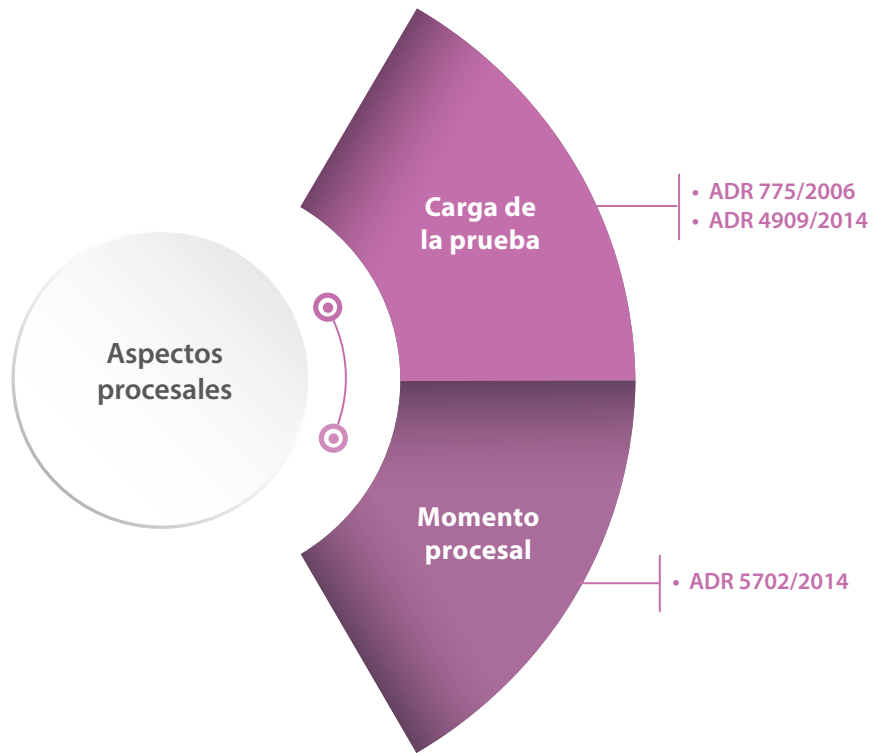 Aspectos
procesales
Carga de
la prueba
• ADR 775/2006
• ADR 4909/2014
Momento
procesal
• ADR 5702/2014